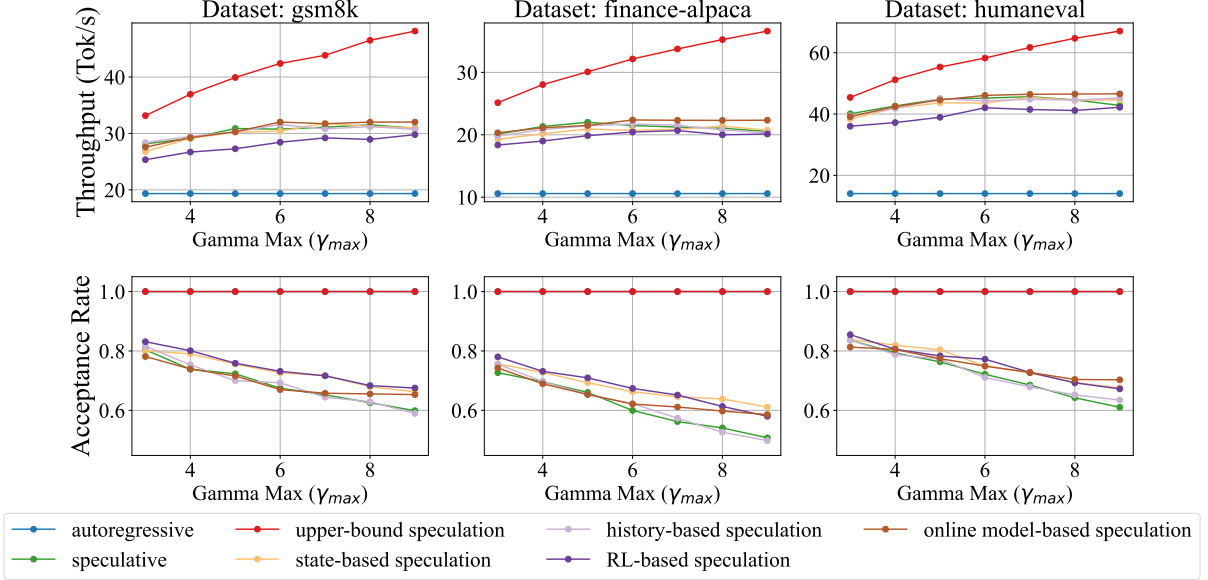 Dataset: gsm8k
Dataset: finance-alpaca
Dataset: humaneval
Throughput (Tok/s)
40
30
20
4
6
8
Gamma Max (γmax)
30
20
10
4
6
8
Gamma Max (γmax)
60
40
20
4
6
8
Gamma Max (γmax)
Acceptance Rate
1.0
0.8
0.6
4
6
8
Gamma Max (γmax)
1.0
0.8
0.6
4
6
8
Gamma Max (γmax)
1.0
0.8
0.6
4
6
8
Gamma Max (γmax)
autoregressive
speculative
upper-bound speculation
state-based speculation
history-based speculation
RL-based speculation
online model-based speculation